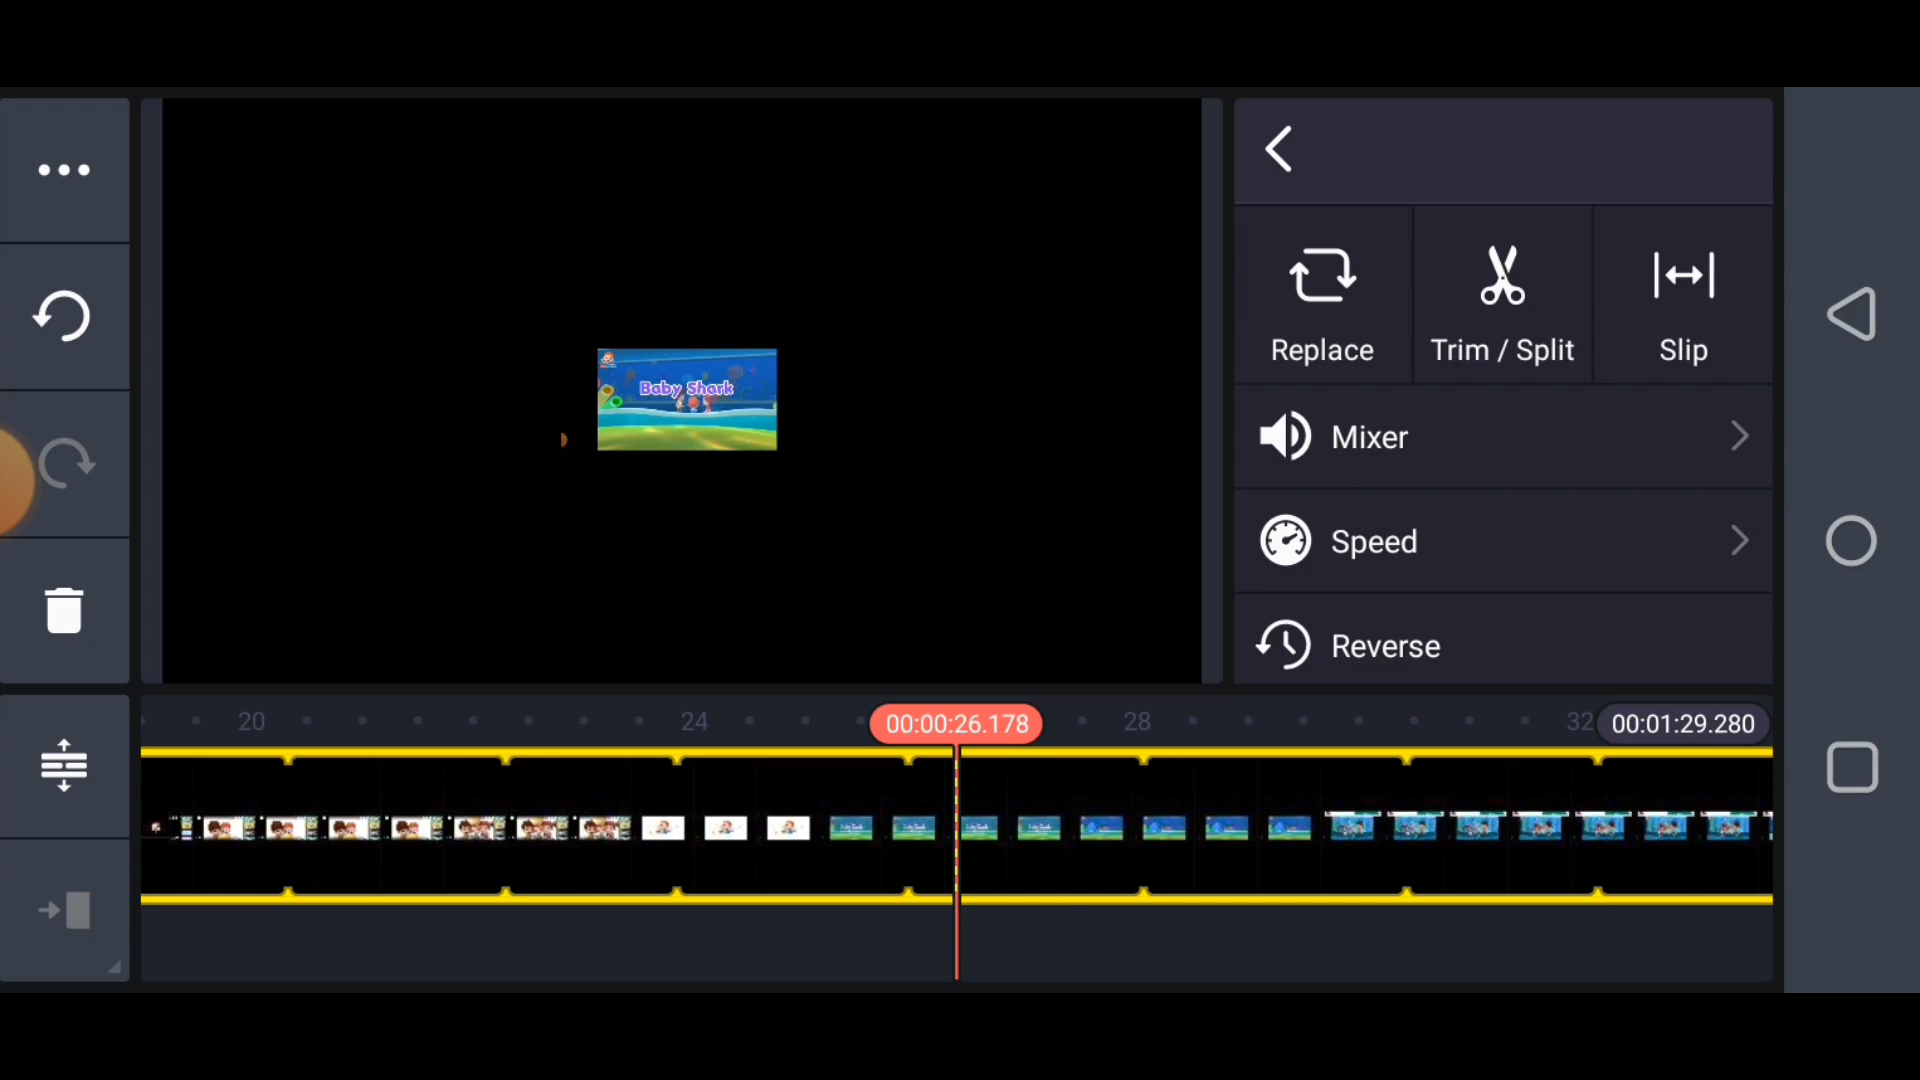 Baby Shark
Replace
Trim / Split
Slip
Mixer
Speed
Reverse
20
24
00:00:26.178
28
32
00:01:29.280